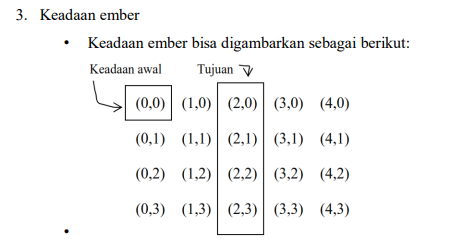 3. Keadaan ember
• Keadaan ember bisa digambarkan sebagai berikut:
Keadaan awal Tujuan
(0,0) (1,0) (2,0) (3,0) (4,0)
(0,1) (1,1) (2,1) (3,1) (4,1)
(0,2) (1,2) (2,2) (3,2) (4,2)
(0,3) (1,3) (2,3) (3,3) (4,3)
•